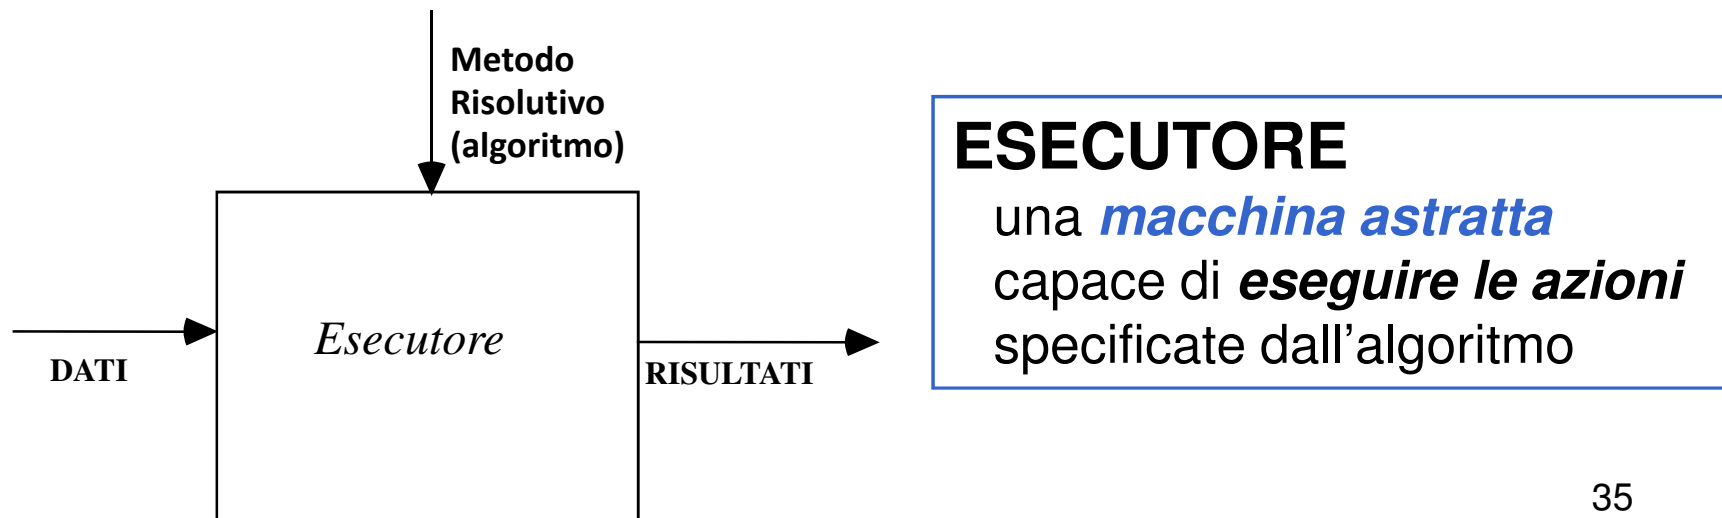 Metodo
Risolutivo
(algoritmo)
Esecutore
DATI
RISULTATI
ESECUTORE
una macchina astratta
capace di eseguire le azioni
specificate dall'algoritmo
35